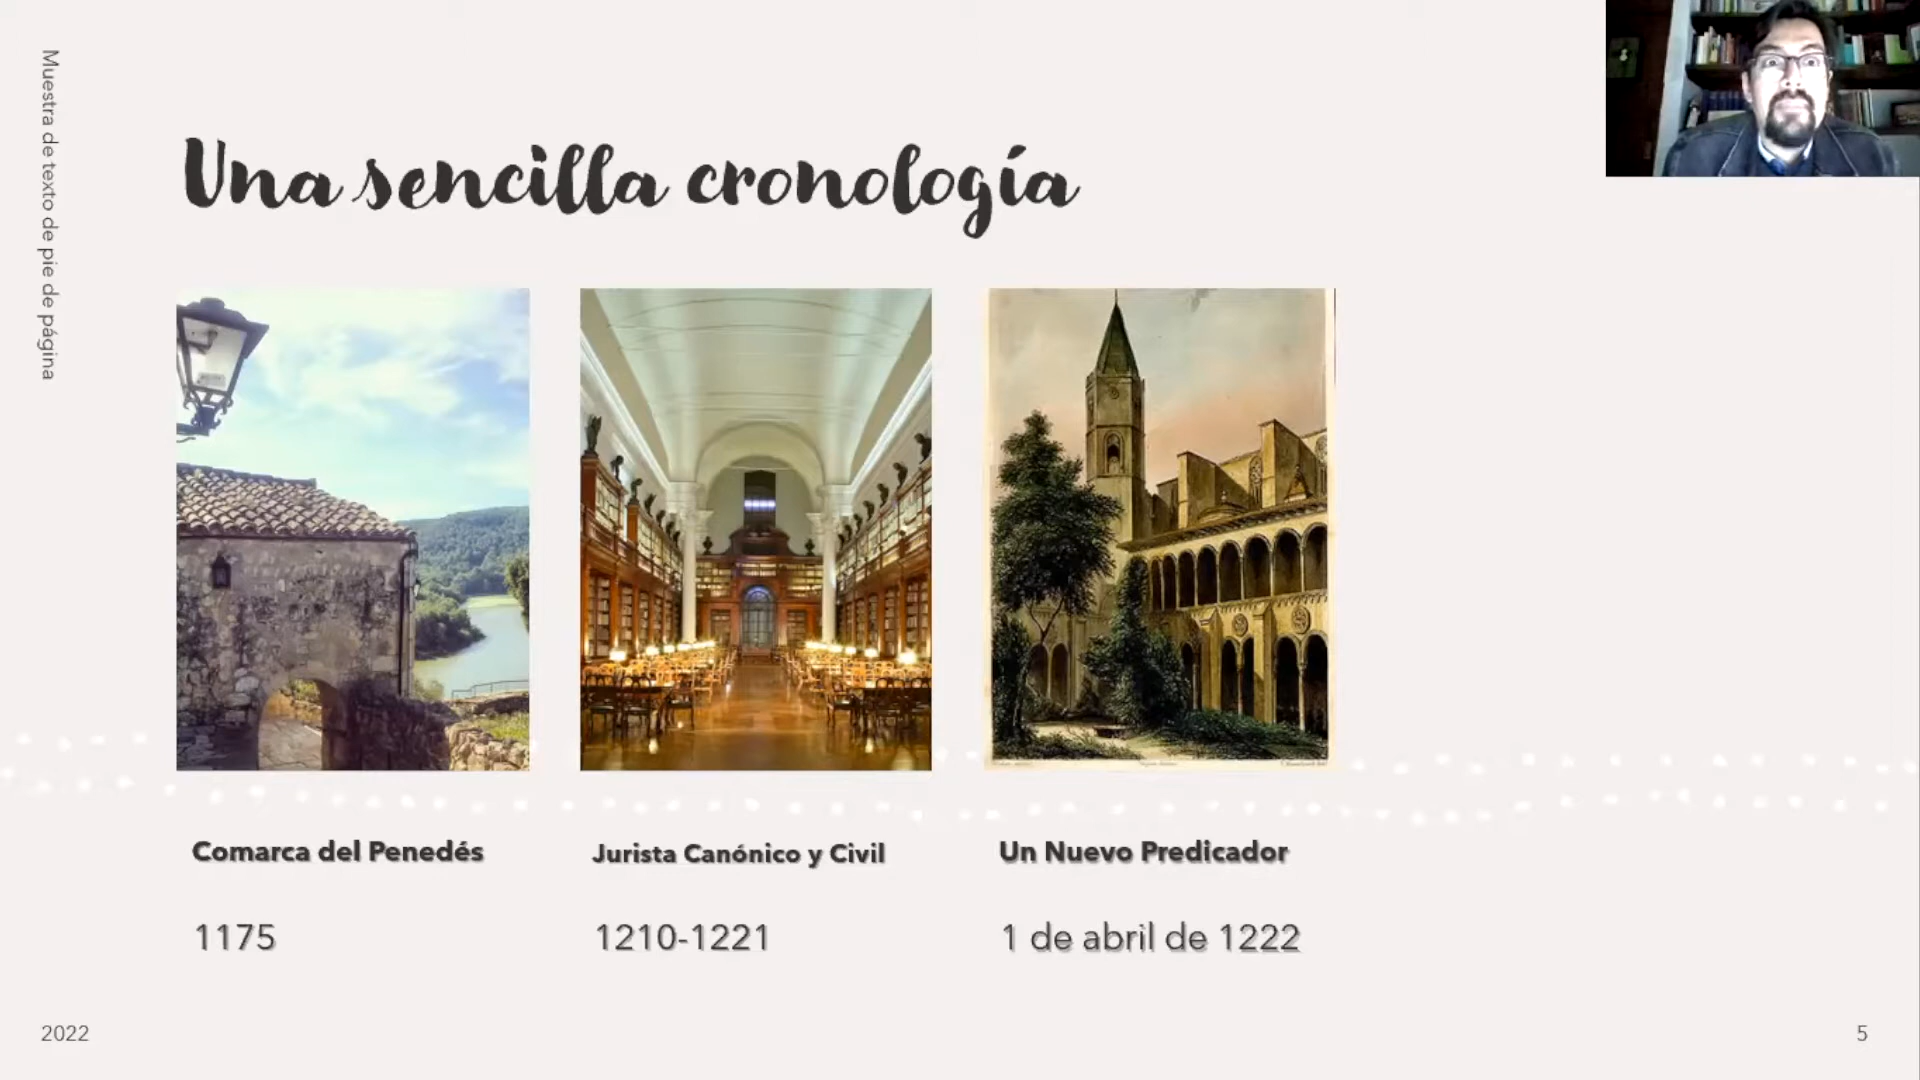 Muestra de texto de pie de página
Una sencilla cronología
Comarca del Penedés
Jurista Canónico y Civil
Un Nuevo Predicador
1175
1210-1221
1 de abril de 1222
2022
5